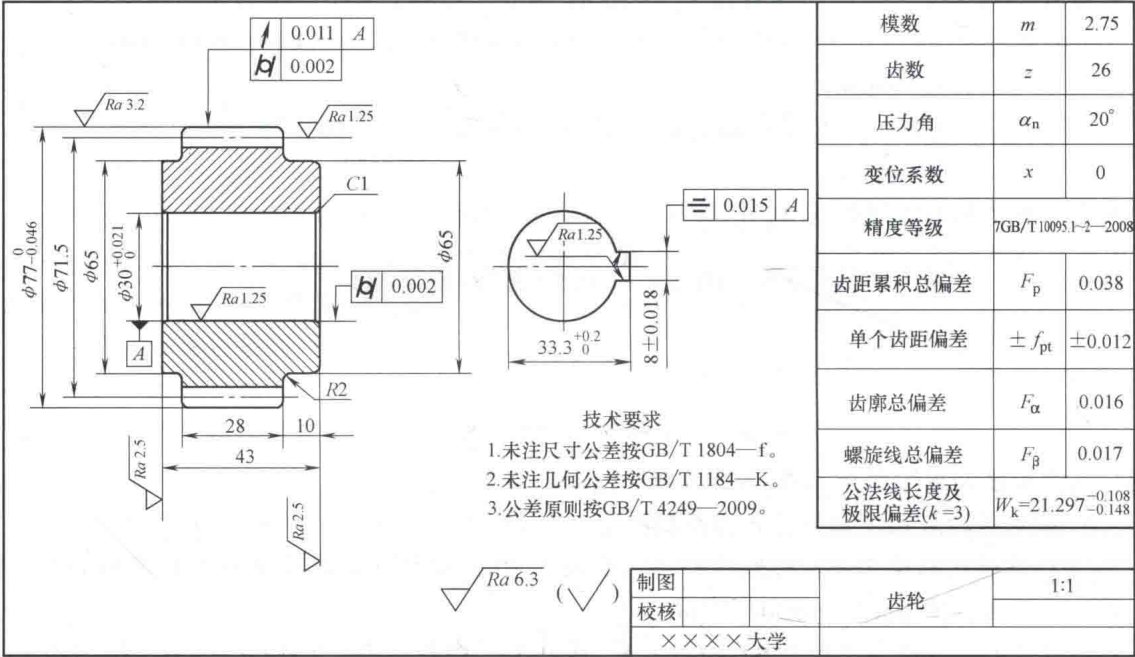 0.011 A
0.002
Ra 3.2
Ra 1.25
C1
φ77 0 -0.046
φ71.5
φ65
φ30 +0.021 0
Ra 1.25
0.002
φ65
A
R2
28
10
43
Ra 2.5
Ra 2.5
0.015 A
Ra 1.25
33.3 +0.2 0
8±0.018
技术要求
1.未注尺寸公差按GB/T 1804—f。
2.未注几何公差按GB/T 1184—K。
3.公差原则按GB/T 4249—2009。
Ra 6.3 ( )
模数 m 2.75
齿数 z 26
压力角 αn 20°
变位系数 x 0
精度等级 7GB/T 10095.1~2—2008
齿距累积总偏差 Fp 0.038
单个齿距偏差 ± fpt ±0.012
齿廓总偏差 Fα 0.016
螺旋线总偏差 Fβ 0.017
公法线长度及
极限偏差(k =3) Wk=21.297 -0.108 -0.148
制图
校核
齿轮
1:1
××××大学